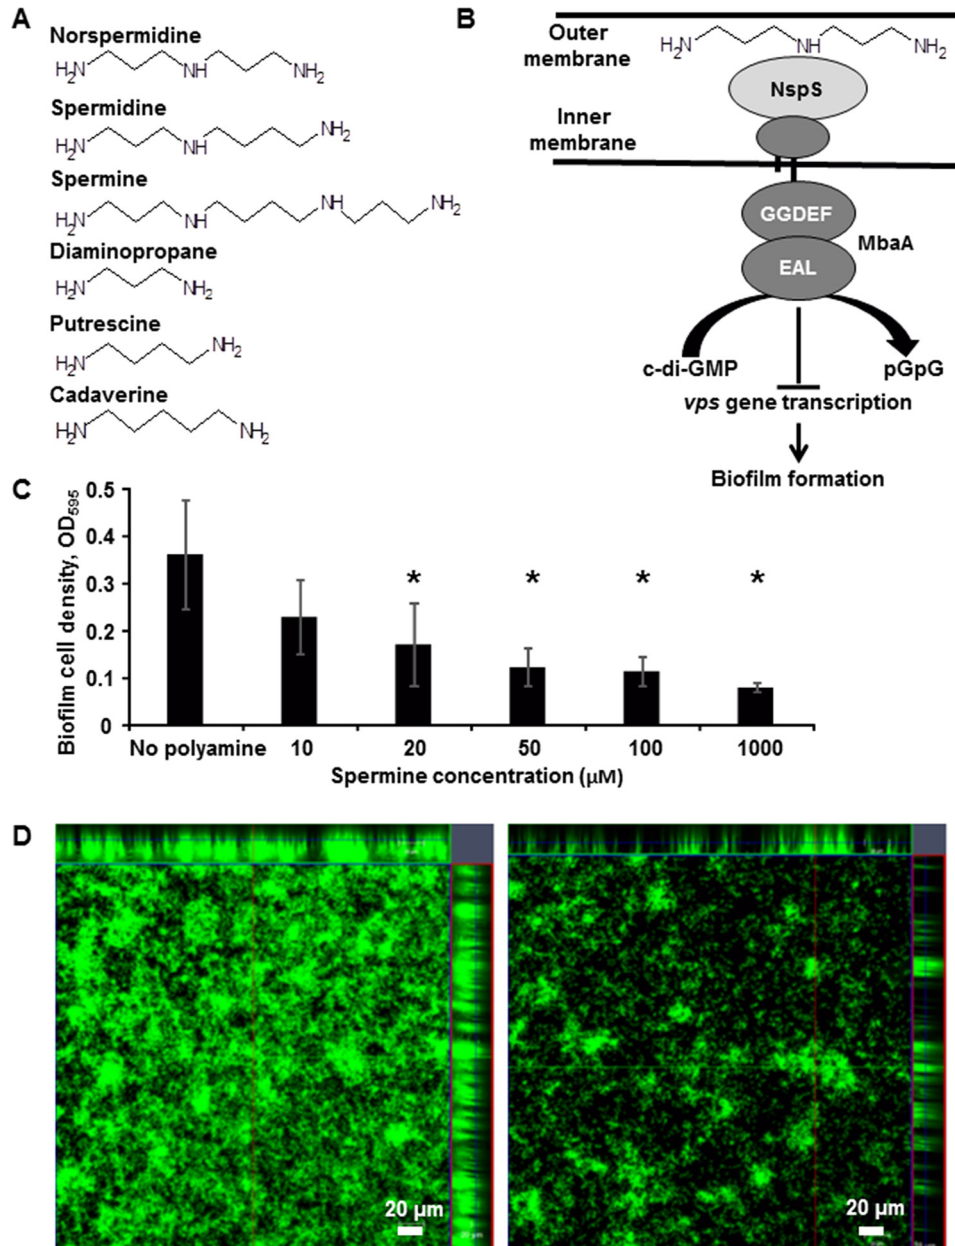 A
Norspermidine
H₂N NH NH₂
Spermidine
H₂N NH NH₂
Spermine
H₂N NH NH NH₂
Diaminopropane
H₂N NH₂
Putrescine
H₂N NH₂
Cadaverine
H₂N NH₂
B
Outer
membrane
H₂N NH NH₂
NspS
Inner
membrane
GGDEF
MbaA
EAL
c-di-GMP
pGpG
vps gene transcription
Biofilm formation
C
Biofilm cell density, OD₅₉₅
0.5
0.4
0.3
0.2
0.1
0
* * * *
No polyamine 10 20 50 100 1000
Spermine concentration (µM)
D
20 µm
20 µm